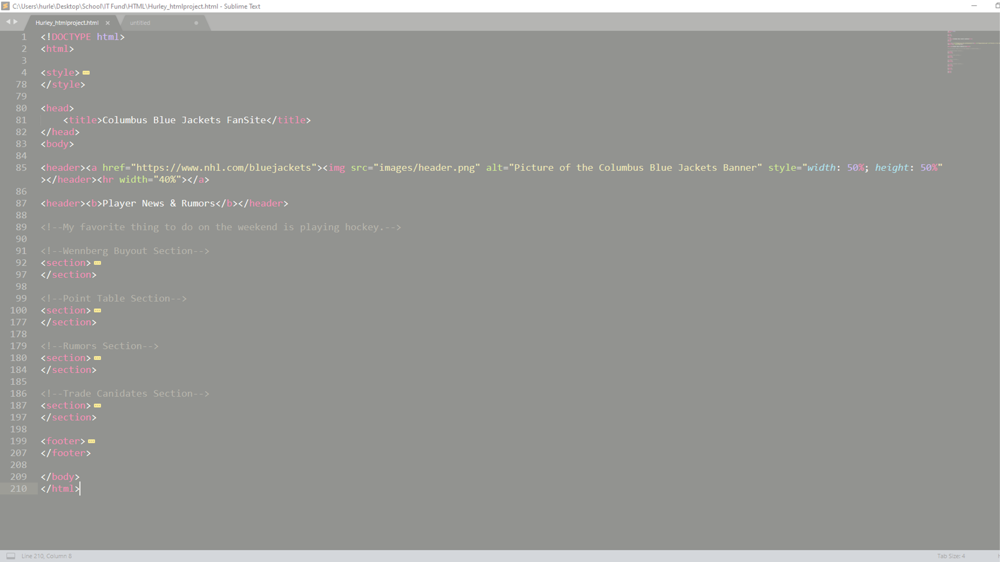 C:\Users\hurle\Desktop\School\IT Fund\HTML\Hurley_htmlproject.html - Sublime Text
Hurley_htmlproject.html × untitled
1 <!DOCTYPE html>
2 <html>
3
4 <style>
78 </style>
79
80 <head>
81 <title>Columbus Blue Jackets FanSite</title>
82 </head>
83 <body>
84
85 <header><a href="https://www.nhl.com/bluejackets"><img src="images/header.png" alt="Picture of the Columbus Blue Jackets Banner" style="width: 50%; height: 50%"
></header><hr width="40%"></a>
86
87 <header><b>Player News & Rumors</b></header>
88
89 <!--My favorite thing to do on the weekend is playing hockey.-->
90
91 <!--Wennberg Buyout Section-->
92 <section>
97 </section>
98
99 <!--Point Table Section-->
100 <section>
177 </section>
178
179 <!--Rumors Section-->
180 <section>
184 </section>
185
186 <!--Trade Canidates Section-->
187 <section>
197 </section>
198
199 <footer>
207 </footer>
208
209 </body>
210 </html>
Line 210, Column 8 Tab Size: 4